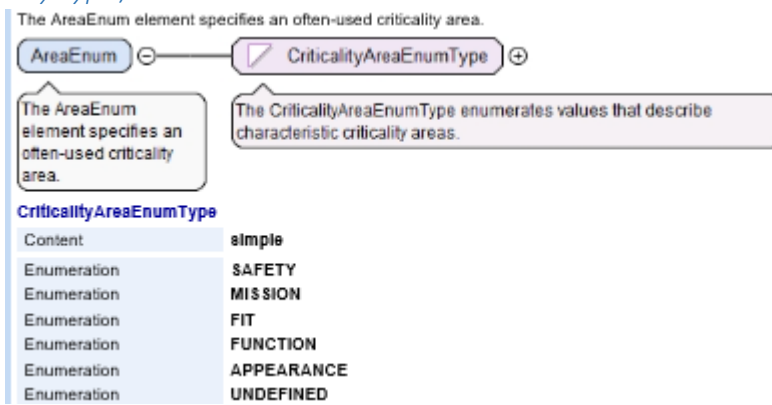 The AreaEnum element specifies an often-used criticality area.
AreaEnum CriticalityAreaEnumType
The AreaEnum
element specifies an
often-used criticality
area.
The CriticalityAreaEnumType enumerates values that describe
characteristic criticality areas.
CriticalityAreaEnumType
Content simple
Enumeration SAFETY
Enumeration MISSION
Enumeration FIT
Enumeration FUNCTION
Enumeration APPEARANCE
Enumeration UNDEFINED